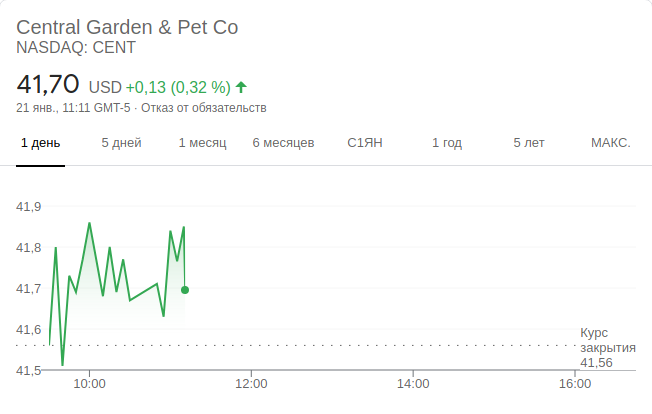 Central Garden & Pet Co
NASDAQ: CENT
41,70 USD +0,13 (0,32 %)
21 янв., 11:11 GMT-5 · Отказ от обязательств
1 день 5 дней 1 месяц 6 месяцев С1ЯН 1 год 5 лет МАКС.
41,9
41,8
41,7
41,6
Курс
закрытия
41,56
41,5
10:00 12:00 14:00 16:00